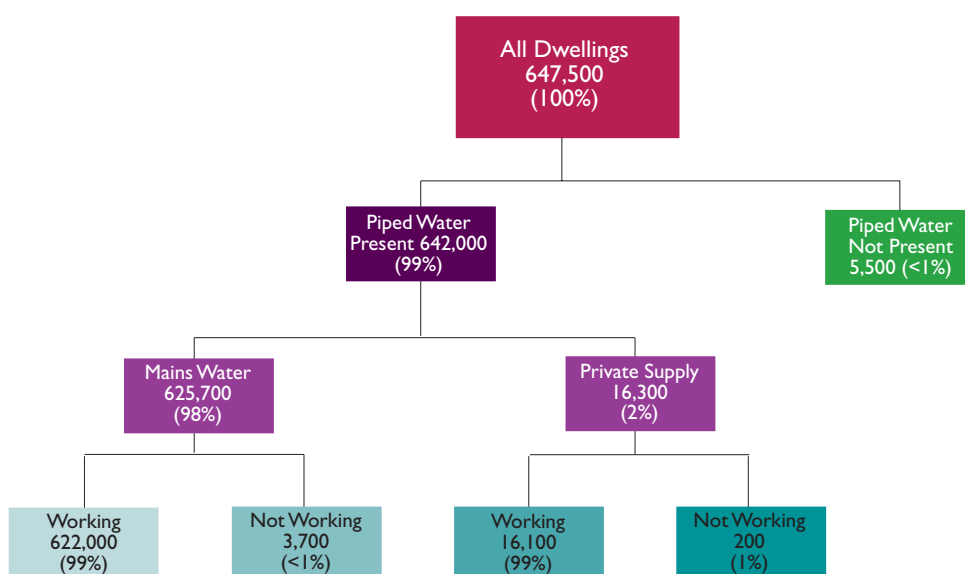 All Dwellings
647,500
(100%)
Piped Water
Present 642,000
(99%)
Piped Water
Not Present
5,500 (<1%)
Mains Water
625,700
(98%)
Private Supply
16,300
(2%)
Working
622,000
(99%)
Not Working
3,700
(<1%)
Working
16,100
(99%)
Not Working
200
(1%)